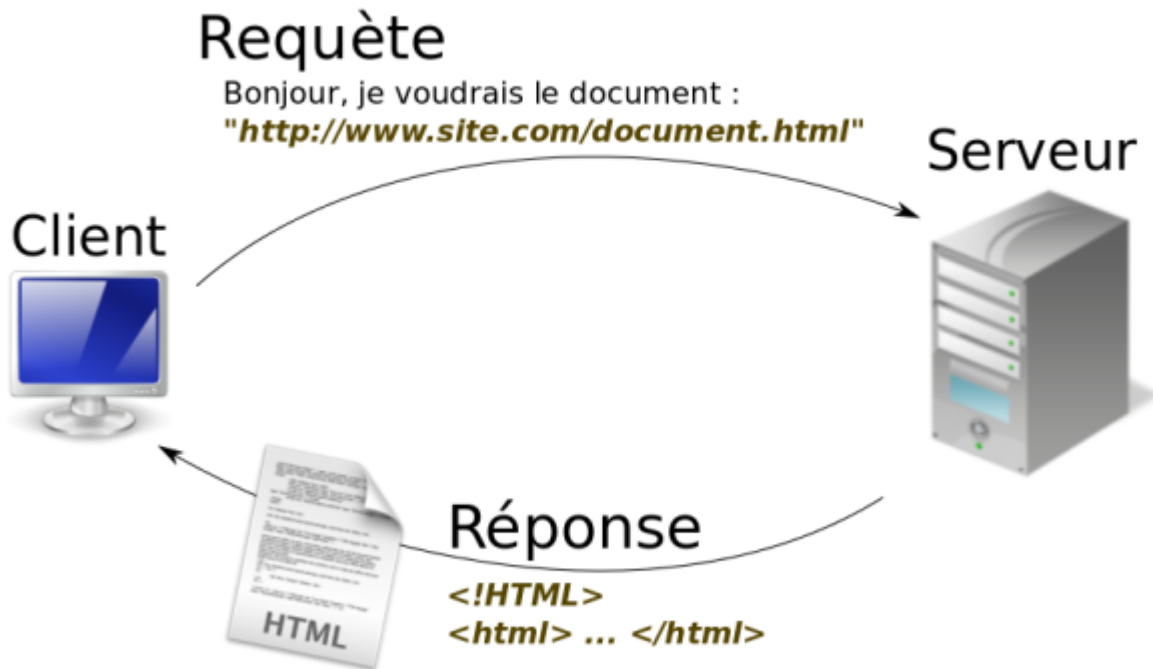 Requète
Bonjour, je voudrais le document :
"http://www.site.com/document.html"
Serveur
Client
Réponse
<!HTML>
<html> ... </html>
HTML